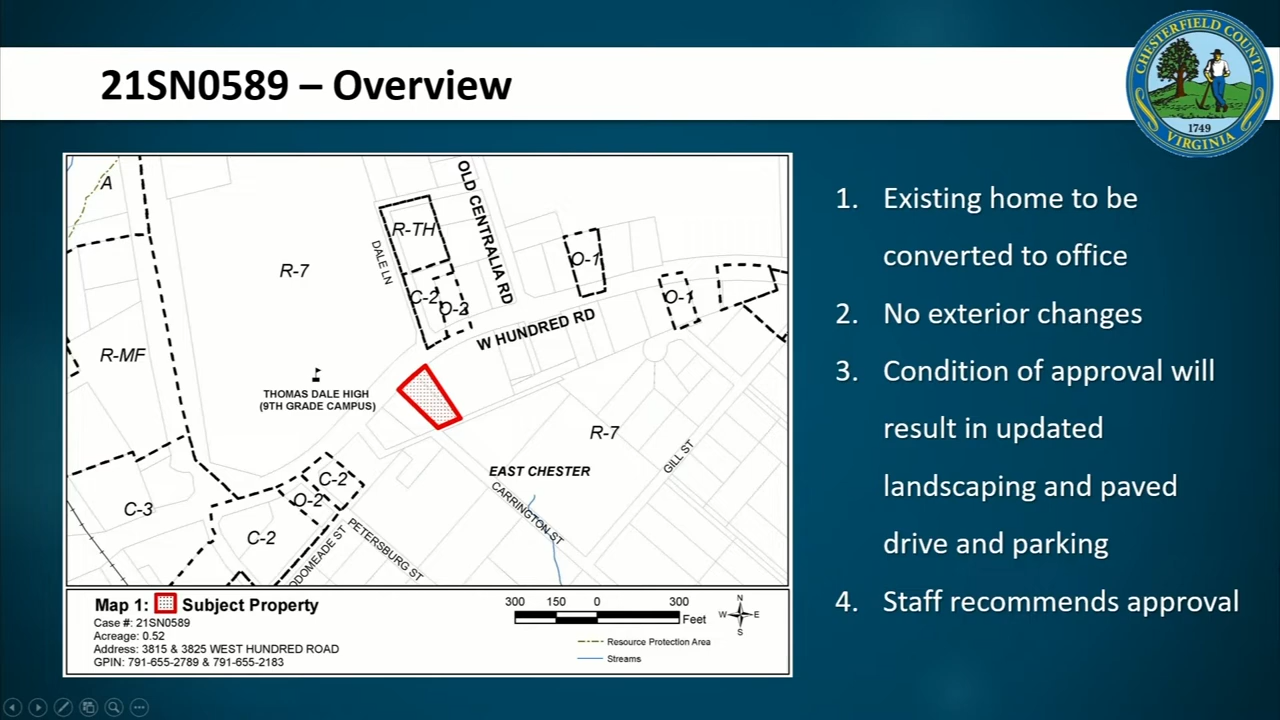 21SN0589 – Overview
CHESTERFIELD COUNTY
1749
VIRGINIA
A
R-7
R-TH
DALE LN
OLD CENTRALIA RD
C-2
O-2
O-1
O-1
W HUNDRED RD
R-MF
THOMAS DALE HIGH
(9TH GRADE CAMPUS)
R-7
GILL ST
EAST CHESTER
CARRINGTON ST
C-2
O-2
C-3
C-2
ODOMEADE ST
PETERSBURG ST
Map 1: Subject Property
Case #: 21SN0589
Acreage: 0.52
Address: 3815 & 3825 WEST HUNDRED ROAD
GPIN: 791-655-2789 & 791-655-2183
300 150 0 300
Feet
N
W E
S
Resource Protection Area
Streams
1. Existing home to be
converted to office
2. No exterior changes
3. Condition of approval will
result in updated
landscaping and paved
drive and parking
4. Staff recommends approval